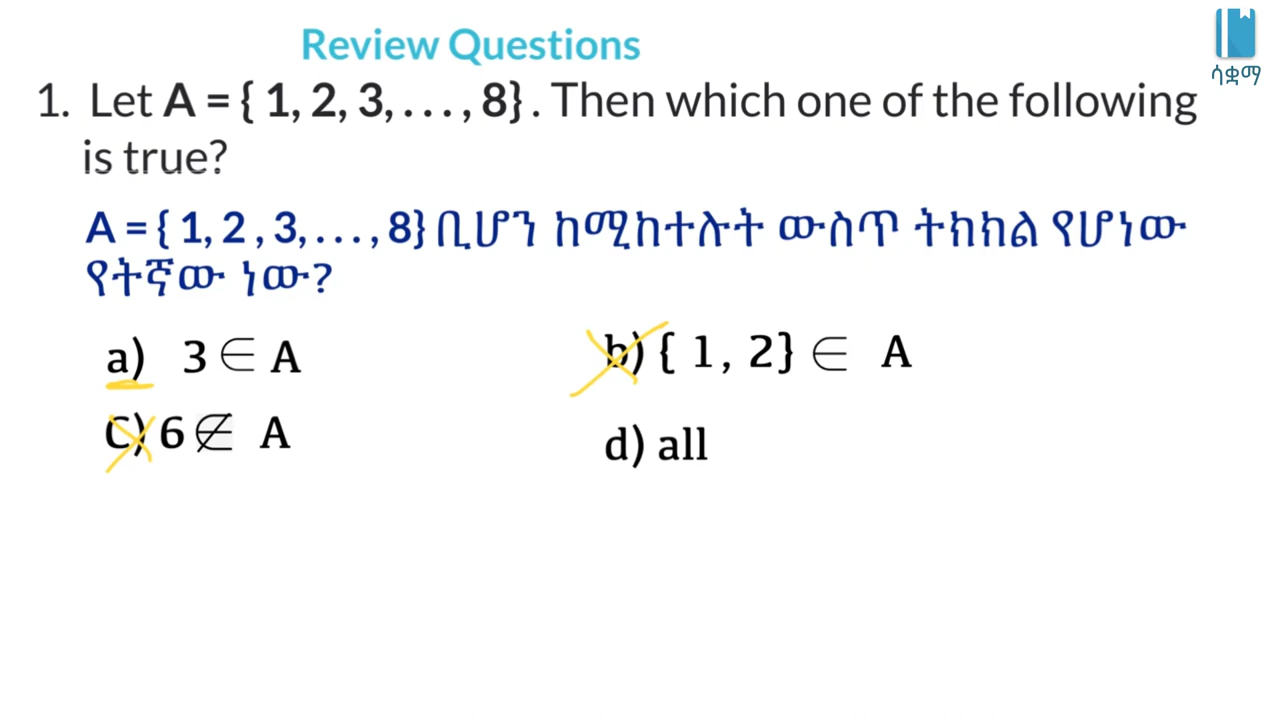 Review Questions
ሳቋማ
1. Let A = { 1, 2, 3, . . . , 8} . Then which one of the following
is true?
A = { 1, 2 , 3, . . . , 8} ቢሆን ከሚከተሉት ውስጥ ትክክል የሆነው
የትኛው ነው?
a) 3 ∈ A
b) { 1, 2} ∈ A
C) 6 ∉ A
d) all